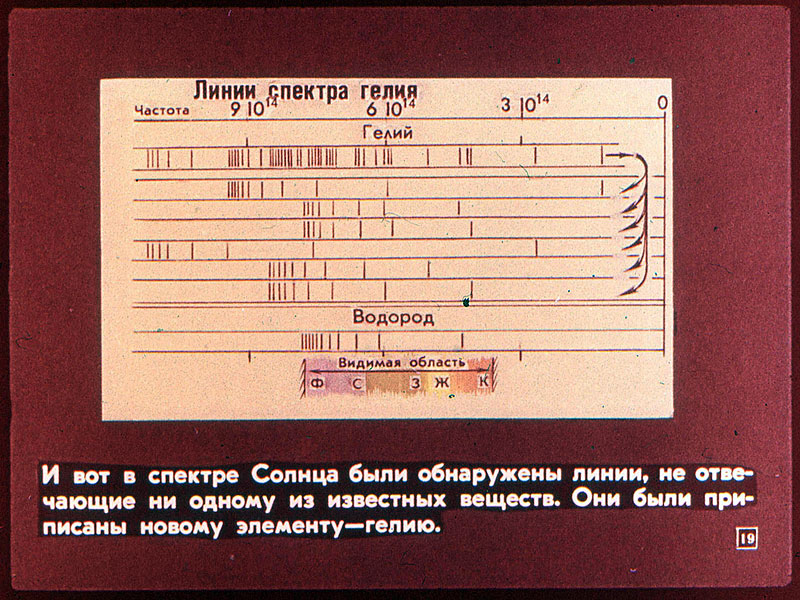 Линии спектра гелия
Частота 9 10¹⁴ 6 10¹⁴ 3 10¹⁴ 0
Гелий
Водород
Видимая область
Ф С З Ж К
И вот в спектре Солнца были обнаружены линии, не отве-
чающие ни одному из известных веществ. Они были при-
писаны новому элементу—гелию.
19